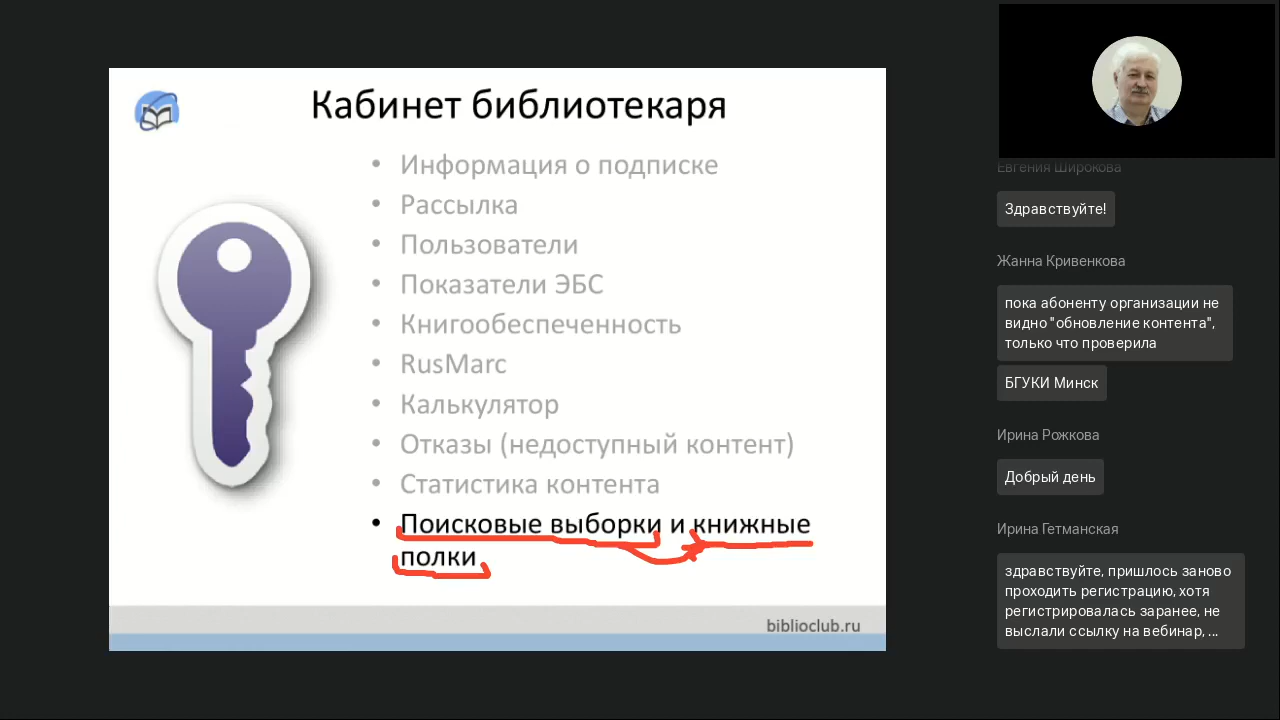 Кабинет библиотекаря
• Информация о подписке
• Рассылка
• Пользователи
• Показатели ЭБС
• Книгообеспеченность
• RusMarc
• Калькулятор
• Отказы (недоступный контент)
• Статистика контента
• Поисковые выборки и книжные
полки
biblioclub.ru
Евгения Широкова
Здравствуйте!
Жанна Кривенкова
пока абоненту организации не
видно "обновление контента",
только что проверила
БГУКИ Минск
Ирина Рожкова
Добрый день
Ирина Гетманская
здравствуйте, пришлось заново
проходить регистрацию, хотя
регистрировалась заранее, не
выслали ссылку на вебинар, ...